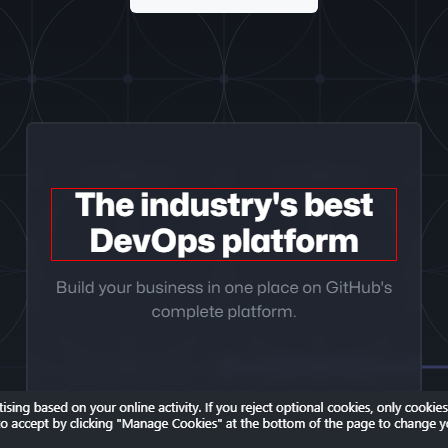 The industry's best
DevOps platform
Build your business in one place on GitHub's
complete platform.
tising based on your online activity. If you reject optional cookies, only cookies
to accept by clicking "Manage Cookies" at the bottom of the page to change